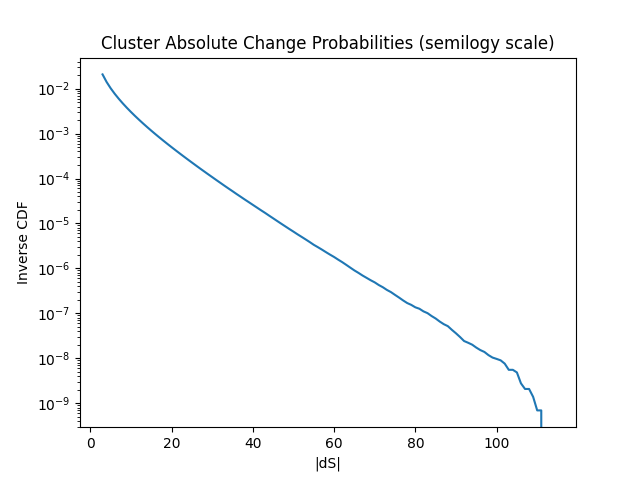 Cluster Absolute Change Probabilities (semilogy scale)
Inverse CDF
10⁻²
10⁻³
10⁻⁴
10⁻⁵
10⁻⁶
10⁻⁷
10⁻⁸
10⁻⁹
0 20 40 60 80 100
|dS|